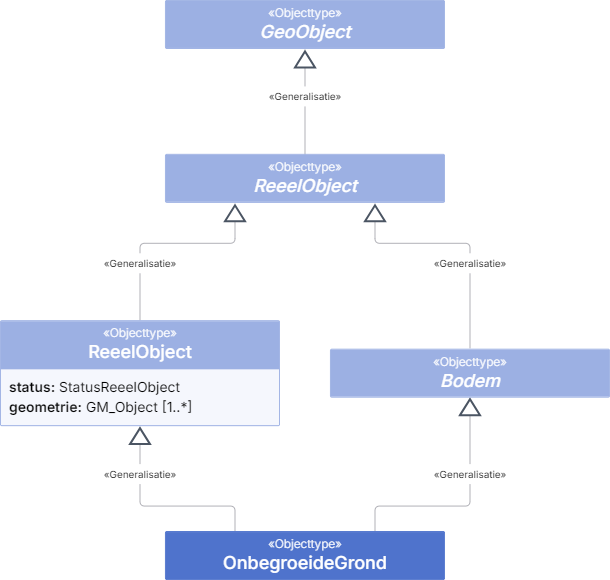 «Objecttype»
GeoObject
«Generalisatie»
«Objecttype»
ReeelObject
«Generalisatie»
«Generalisatie»
«Objecttype»
ReeelObject
status: StatusReeelObject
geometrie: GM_Object [1..*]
«Objecttype»
Bodem
«Generalisatie»
«Generalisatie»
«Objecttype»
OnbegroeideGrond